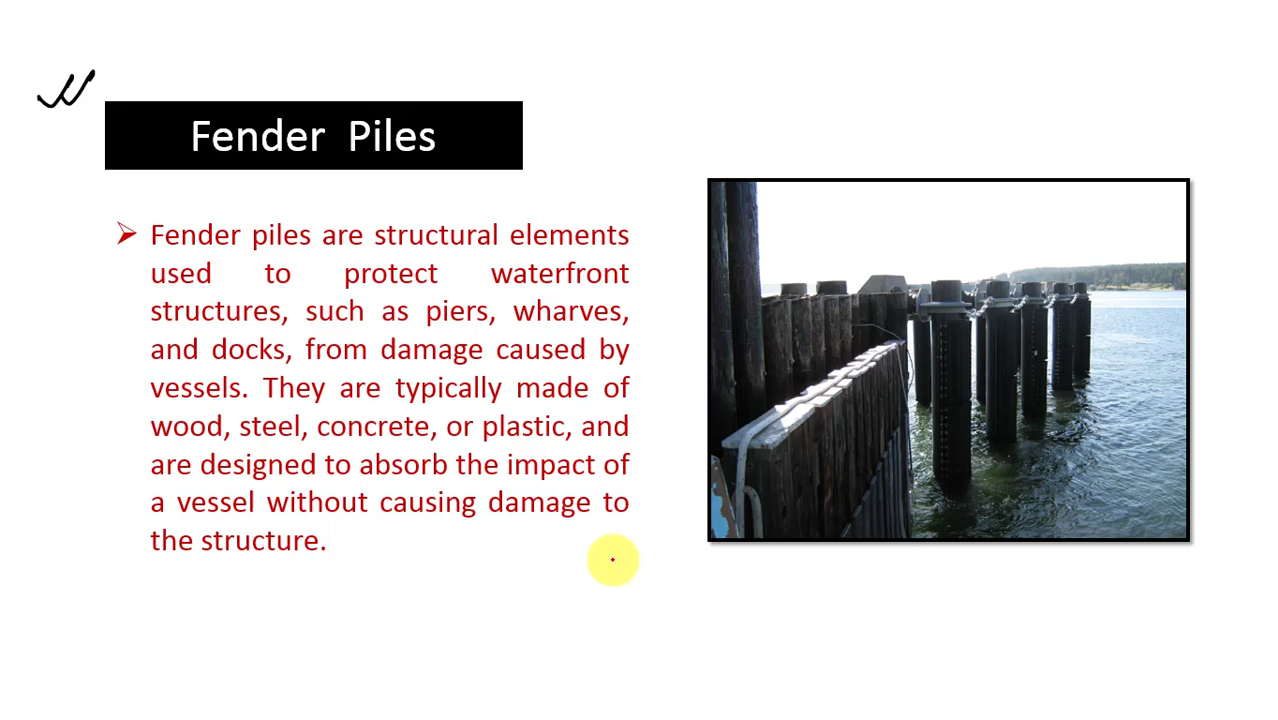 Fender Piles
➢ Fender piles are structural elements
used to protect waterfront
structures, such as piers, wharves,
and docks, from damage caused by
vessels. They are typically made of
wood, steel, concrete, or plastic, and
are designed to absorb the impact of
a vessel without causing damage to
the structure.